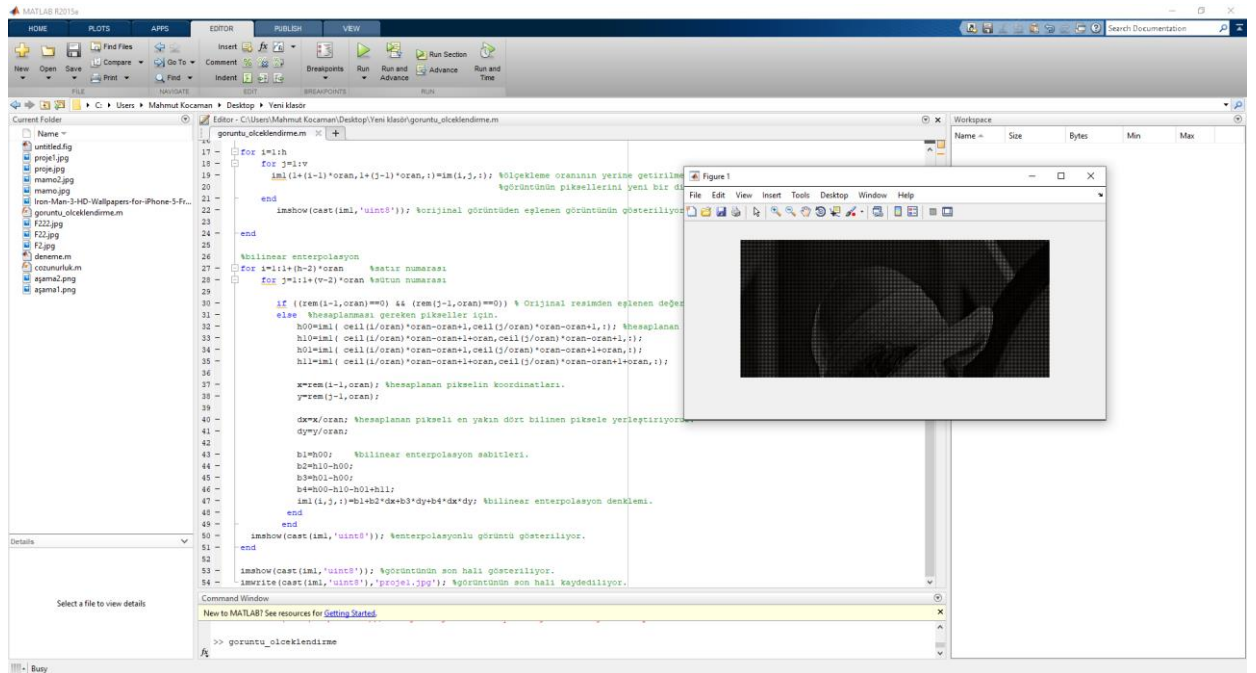 MATLAB R2015a
HOME PLOTS APPS EDITOR PUBLISH VIEW
Search Documentation
New Open Save Find Files Compare Print Go To Find Insert Comment Indent fx Breakpoints Run Run and Advance Run Section Advance Run and Time
FILE NAVIGATE EDIT BREAKPOINTS RUN
C: Users Mahmut Kocaman Desktop Yeni klasör
Current Folder
Name
untitled.fig
proje1.jpg
proje.jpg
mamo2.jpg
mamo.jpg
Iron-Man-3-HD-Wallpapers-for-iPhone-5-Fr...
goruntu_olceklendirme.m
F222.jpg
F22.jpg
F2.jpg
deneme.m
cozunurluk.m
aşama2.png
aşama1.png
Details
Select a file to view details
Editor - C:\Users\Mahmut Kocaman\Desktop\Yeni klasör\goruntu_olceklendirme.m
goruntu_olceklendirme.m
17 for i=1:h
18 for j=1:v
19 im1(1+(i-1)*oran,1+(j-1)*oran,:)=im(i,j,:); %ölçekleme oranının yerine getirilme
20 %görüntünün piksellerini yeni bir di
21 end
22 imshow(cast(im1,'uint8')); %orijinal görüntüden eşlenen görüntünün gösteriliyor
23
24 end
25
26 %bilinear enterpolasyon
27 for i=1:1+(h-2)*oran %satır numarası
28 for j=1:1+(v-2)*oran %sütun numarası
29
30 if ((rem(i-1,oran)==0) && (rem(j-1,oran)==0)) % Orijinal resimden eşlenen değer
31 else %hesaplanması gereken pikseller için.
32 h00=im1( ceil(i/oran)*oran-oran+1,ceil(j/oran)*oran-oran+1,:); %hesaplanan
33 h10=im1( ceil(i/oran)*oran-oran+1+oran,ceil(j/oran)*oran-oran+1,:);
34 h01=im1( ceil(i/oran)*oran-oran+1,ceil(j/oran)*oran-oran+1+oran,:);
35 h11=im1( ceil(i/oran)*oran-oran+1+oran,ceil(j/oran)*oran-oran+1+oran,:);
36
37 x=rem(i-1,oran); %hesaplanan pikselin koordinatları.
38 y=rem(j-1,oran);
39
40 dx=x/oran; %hesaplanan pikseli en yakın dört bilinen piksele yerleştiriyoruz.
41 dy=y/oran;
42
43 b1=h00; %bilinear enterpolasyon sabitleri.
44 b2=h10-h00;
45 b3=h01-h00;
46 b4=h00-h10-h01+h11;
47 im1(i,j,:)=b1+b2*dx+b3*dy+b4*dx*dy; %bilinear enterpolasyon denklemi.
48 end
49 end
50 imshow(cast(im1,'uint8')); %enterpolasyonlu görüntü gösteriliyor.
51 end
52
53 imshow(cast(im1,'uint8')); %görüntünün son hali gösteriliyor.
54 imwrite(cast(im1,'uint8'),'proje1.jpg'); %görüntünün son hali kaydediliyor.
Command Window
New to MATLAB? See resources for Getting Started.
>> goruntu_olceklendirme
fx
Workspace
Name Size Bytes Min Max
Figure 1
File Edit View Insert Tools Desktop Window Help
Busy